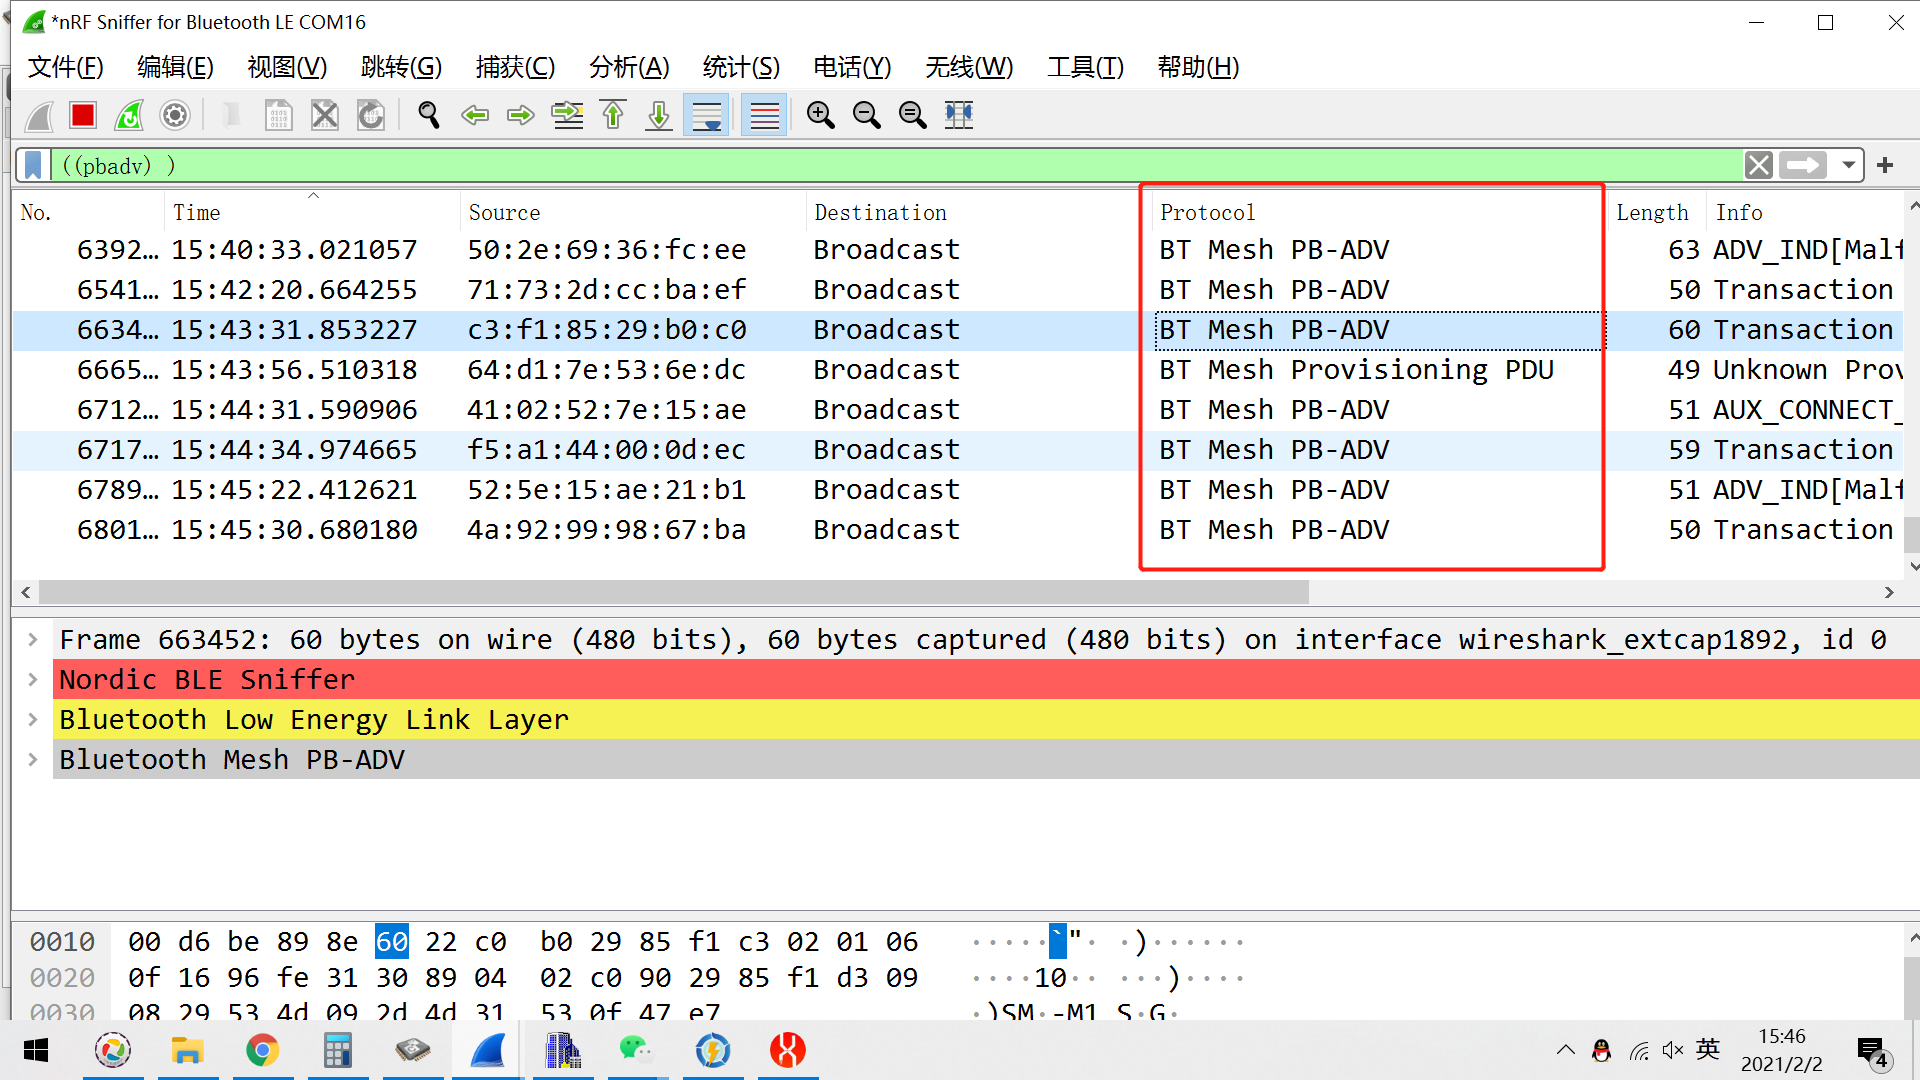 *nRF Sniffer for Bluetooth LE COM16
文件(F) 编辑(E) 视图(V) 跳转(G) 捕获(C) 分析(A) 统计(S) 电话(Y) 无线(W) 工具(T) 帮助(H)
((pbadv) )
No. Time Source Destination Protocol Length Info
6392… 15:40:33.021057 50:2e:69:36:fc:ee Broadcast BT Mesh PB-ADV 63 ADV_IND[Malf
6541… 15:42:20.664255 71:73:2d:cc:ba:ef Broadcast BT Mesh PB-ADV 50 Transaction
6634… 15:43:31.853227 c3:f1:85:29:b0:c0 Broadcast BT Mesh PB-ADV 60 Transaction
6665… 15:43:56.510318 64:d1:7e:53:6e:dc Broadcast BT Mesh Provisioning PDU 49 Unknown Prov
6712… 15:44:31.590906 41:02:52:7e:15:ae Broadcast BT Mesh PB-ADV 51 AUX_CONNECT_
6717… 15:44:34.974665 f5:a1:44:00:0d:ec Broadcast BT Mesh PB-ADV 59 Transaction
6789… 15:45:22.412621 52:5e:15:ae:21:b1 Broadcast BT Mesh PB-ADV 51 ADV_IND[Malf
6801… 15:45:30.680180 4a:92:99:98:67:ba Broadcast BT Mesh PB-ADV 50 Transaction
Frame 663452: 60 bytes on wire (480 bits), 60 bytes captured (480 bits) on interface wireshark_extcap1892, id 0
Nordic BLE Sniffer
Bluetooth Low Energy Link Layer
Bluetooth Mesh PB-ADV
0010 00 d6 be 89 8e 60 22 c0 b0 29 85 f1 c3 02 01 06 ·····`"· ·)······
0020 0f 16 96 fe 31 30 89 04 02 c0 90 29 85 f1 d3 09 ····10·· ···)····
0030 08 29 53 4d 09 2d 4d 31 53 0f 47 e7 ·)SM·-M1 S·G·
英
15:46
2021/2/2
4